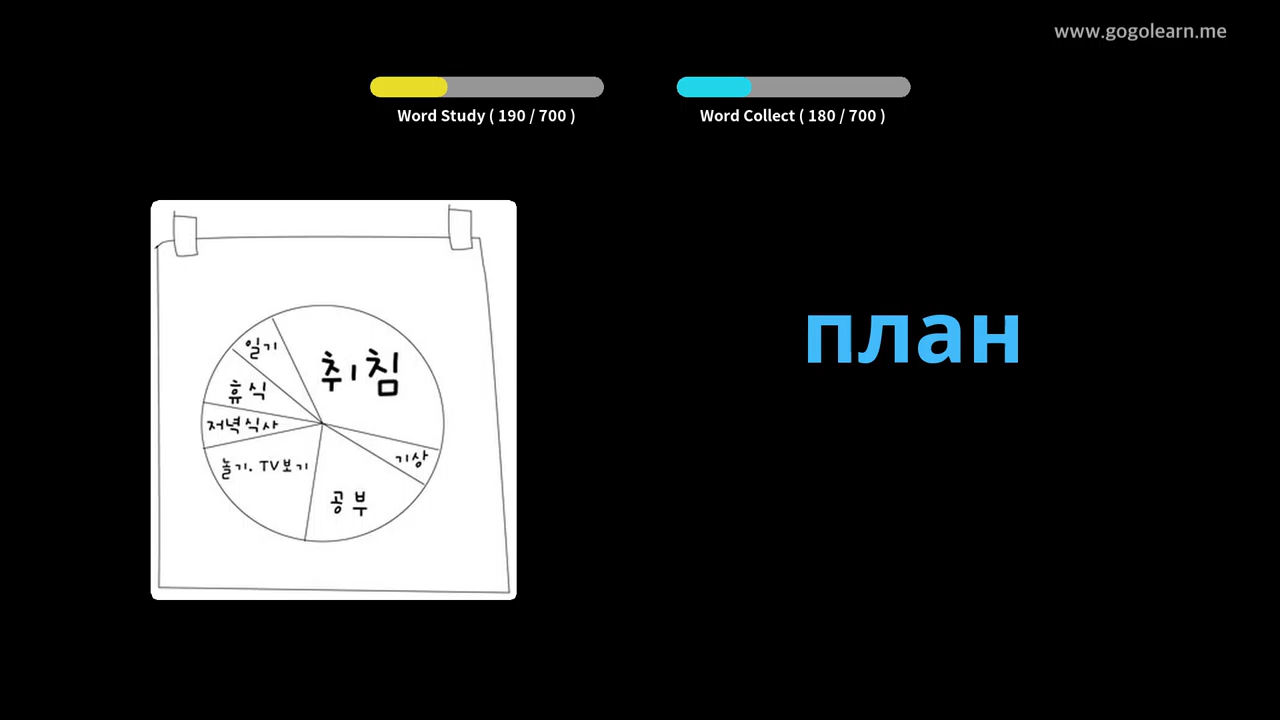 www.gogolearn.me
Word Study ( 190 / 700 )
Word Collect ( 180 / 700 )
план
일기
취침
휴식
저녁식사
놀기. TV보기
기상
공부